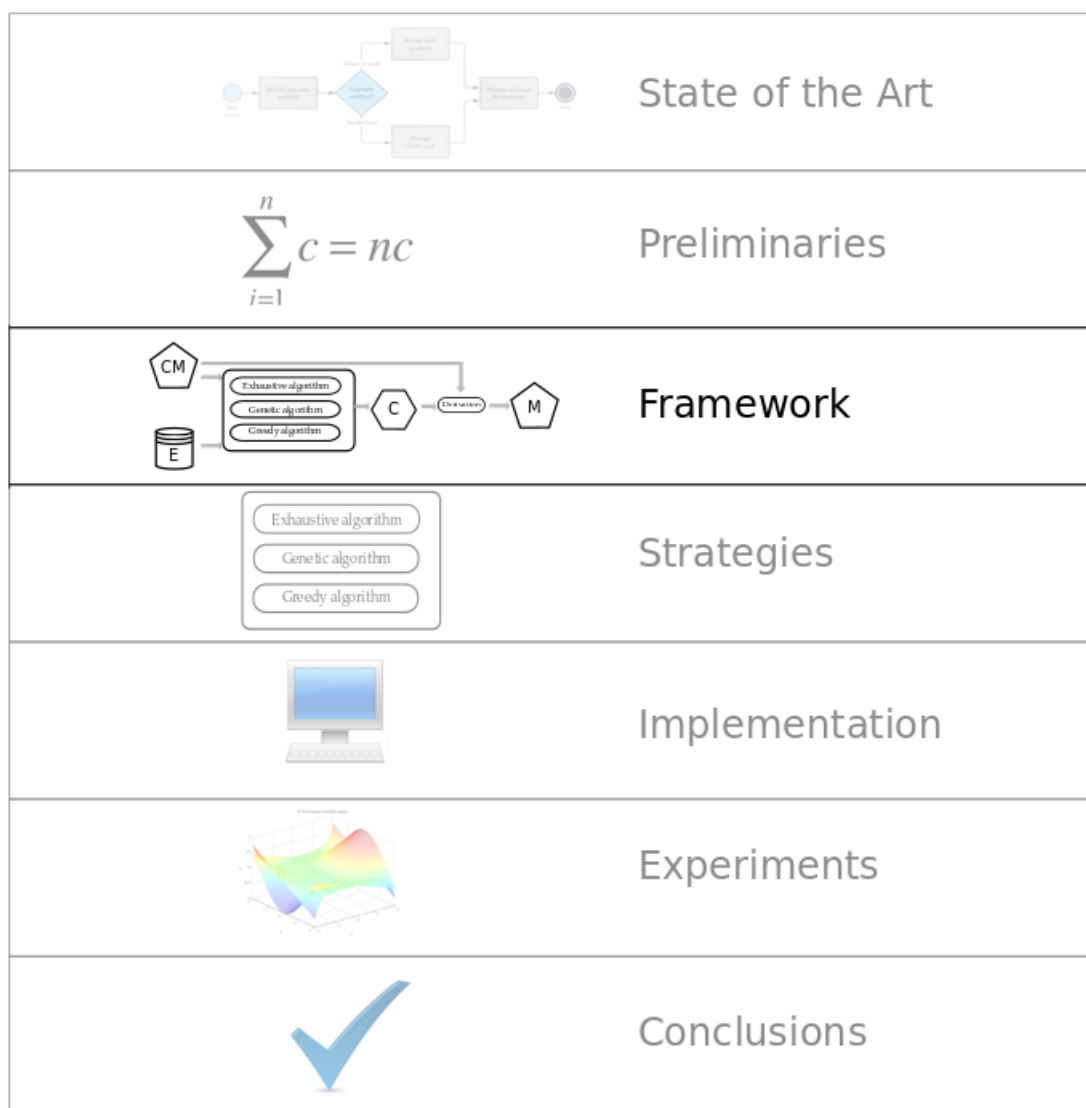 State of the Art
n
∑ c = nc
i=1
Preliminaries
CM
Exhaustive algorithm
Genetic algorithm
Greedy algorithm
E
C
Derivation
M
Framework
Exhaustive algorithm
Genetic algorithm
Greedy algorithm
Strategies
Implementation
Experiments
Conclusions